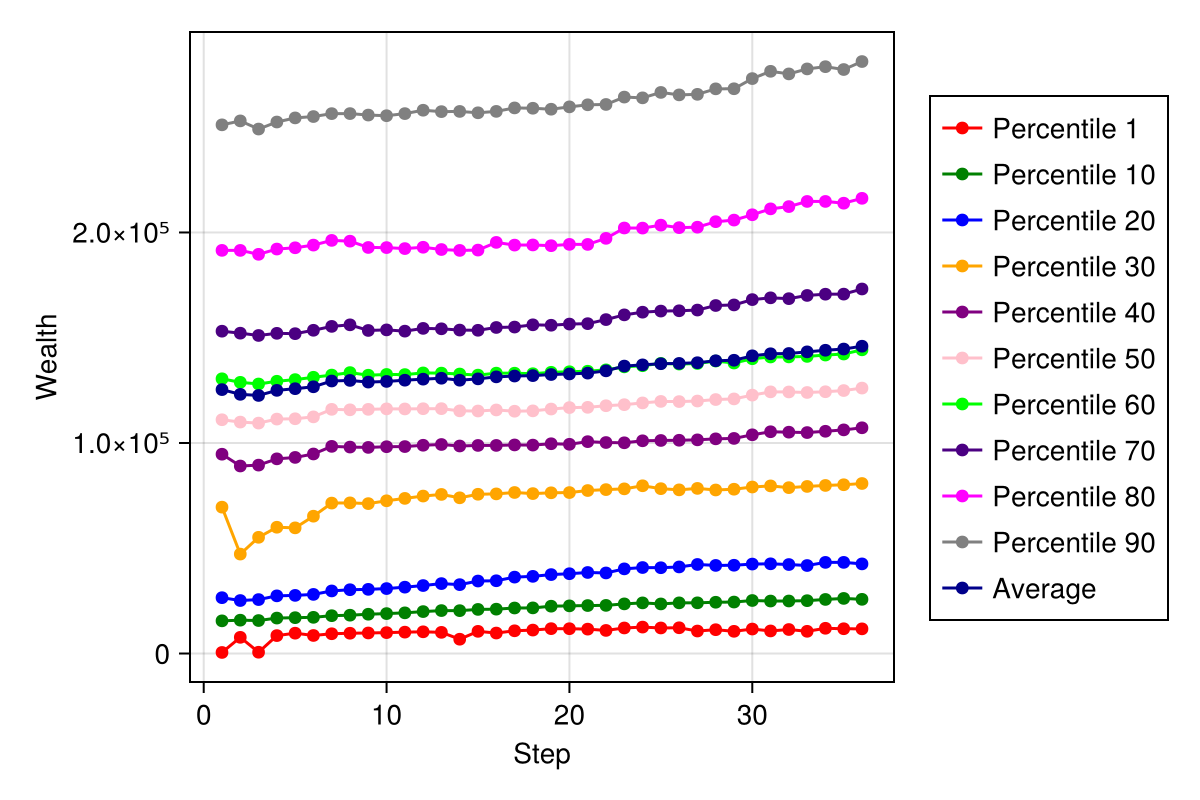 Wealth
2.0×10⁵
1.0×10⁵
0
0 10 20 30
Step
Percentile 1
Percentile 10
Percentile 20
Percentile 30
Percentile 40
Percentile 50
Percentile 60
Percentile 70
Percentile 80
Percentile 90
Average